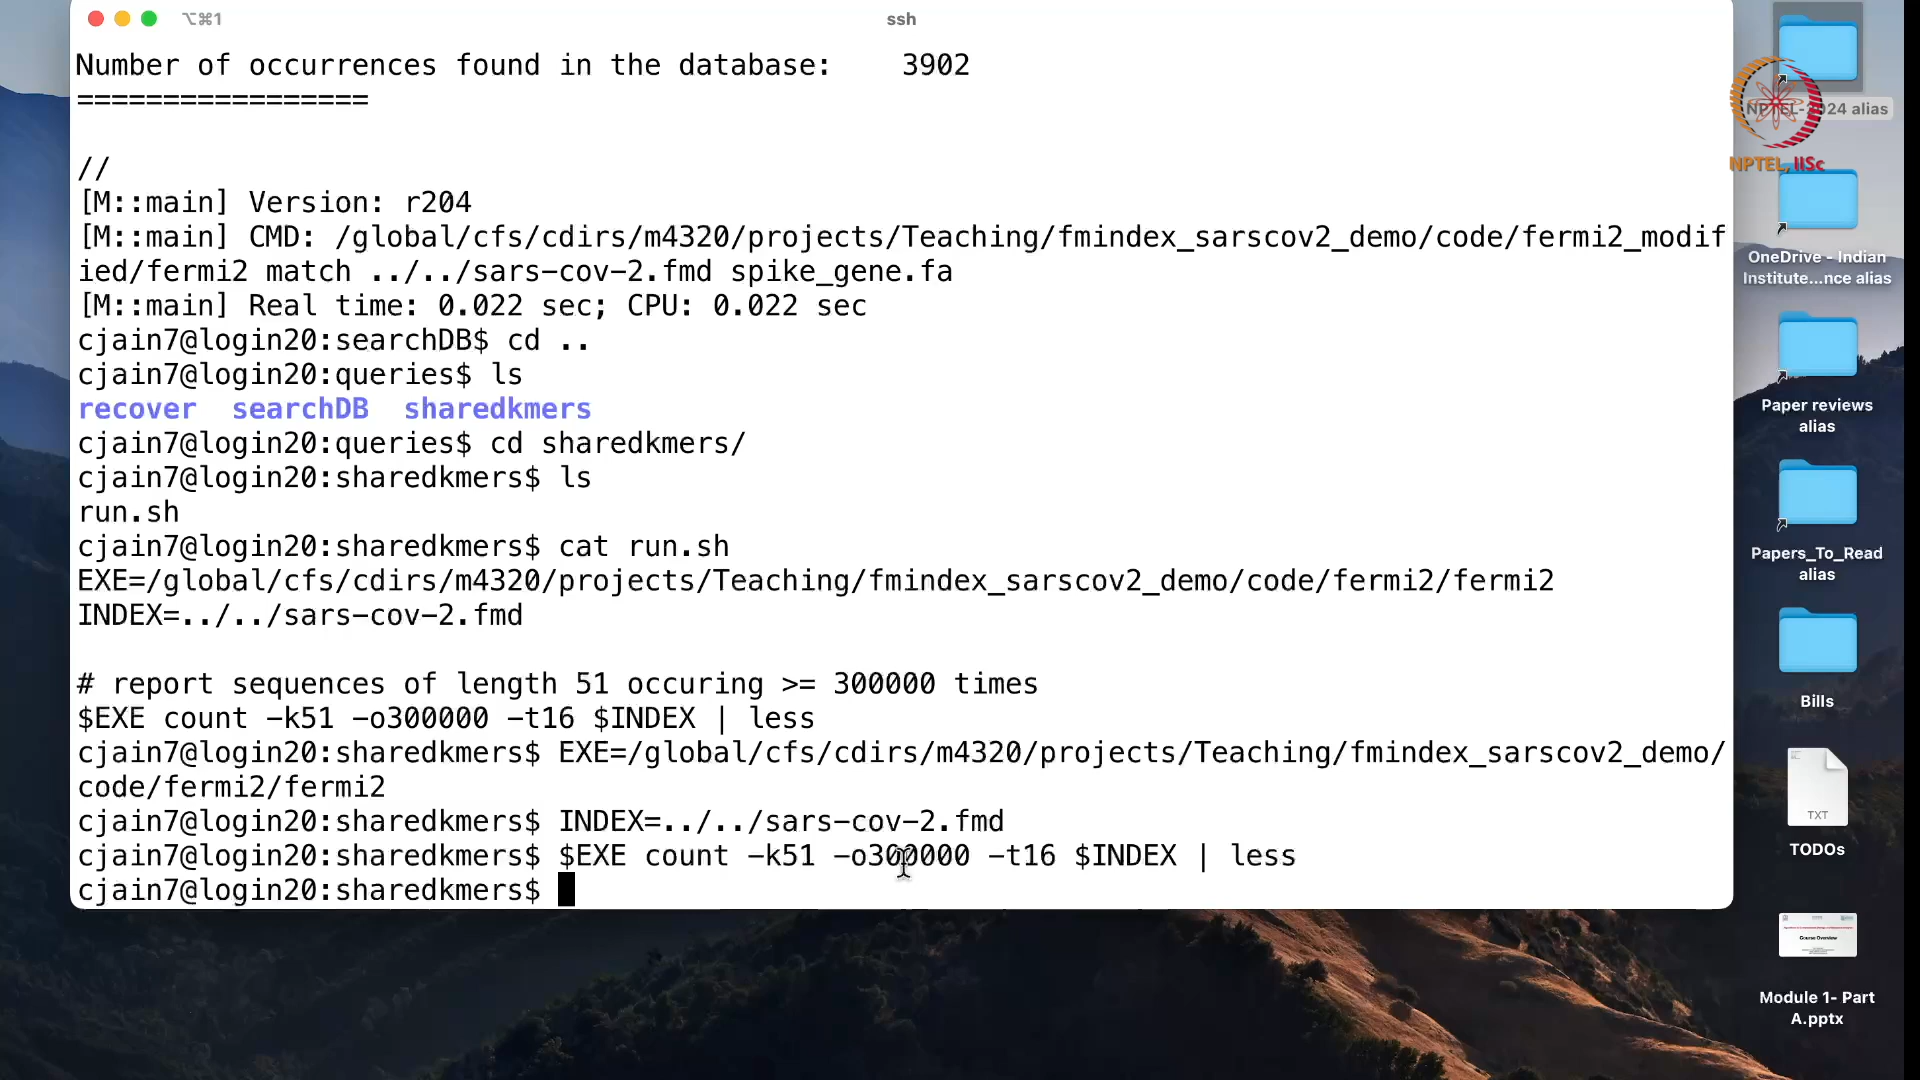 ⌥⌘1
ssh
Number of occurrences found in the database:    3902
=================
//
[M::main] Version: r204
[M::main] CMD: /global/cfs/cdirs/m4320/projects/Teaching/fmindex_sarscov2_demo/code/fermi2_modif
ied/fermi2 match ../../sars-cov-2.fmd spike_gene.fa
[M::main] Real time: 0.022 sec; CPU: 0.022 sec
cjain7@login20:searchDB$ cd ..
cjain7@login20:queries$ ls
recover  searchDB  sharedkmers
cjain7@login20:queries$ cd sharedkmers/
cjain7@login20:sharedkmers$ ls
run.sh
cjain7@login20:sharedkmers$ cat run.sh
EXE=/global/cfs/cdirs/m4320/projects/Teaching/fmindex_sarscov2_demo/code/fermi2/fermi2
INDEX=../../sars-cov-2.fmd
# report sequences of length 51 occuring >= 300000 times
$EXE count -k51 -o300000 -t16 $INDEX | less
cjain7@login20:sharedkmers$ EXE=/global/cfs/cdirs/m4320/projects/Teaching/fmindex_sarscov2_demo/
code/fermi2/fermi2
cjain7@login20:sharedkmers$ INDEX=../../sars-cov-2.fmd
cjain7@login20:sharedkmers$ $EXE count -k51 -o300000 -t16 $INDEX | less
cjain7@login20:sharedkmers$
NPTEL-2024 alias
NPTEL, IISc
OneDrive - Indian
Institute...nce alias
Paper reviews
alias
Papers_To_Read
alias
Bills
TXT
TODOs
Course Overview
Module 1- Part
A.pptx